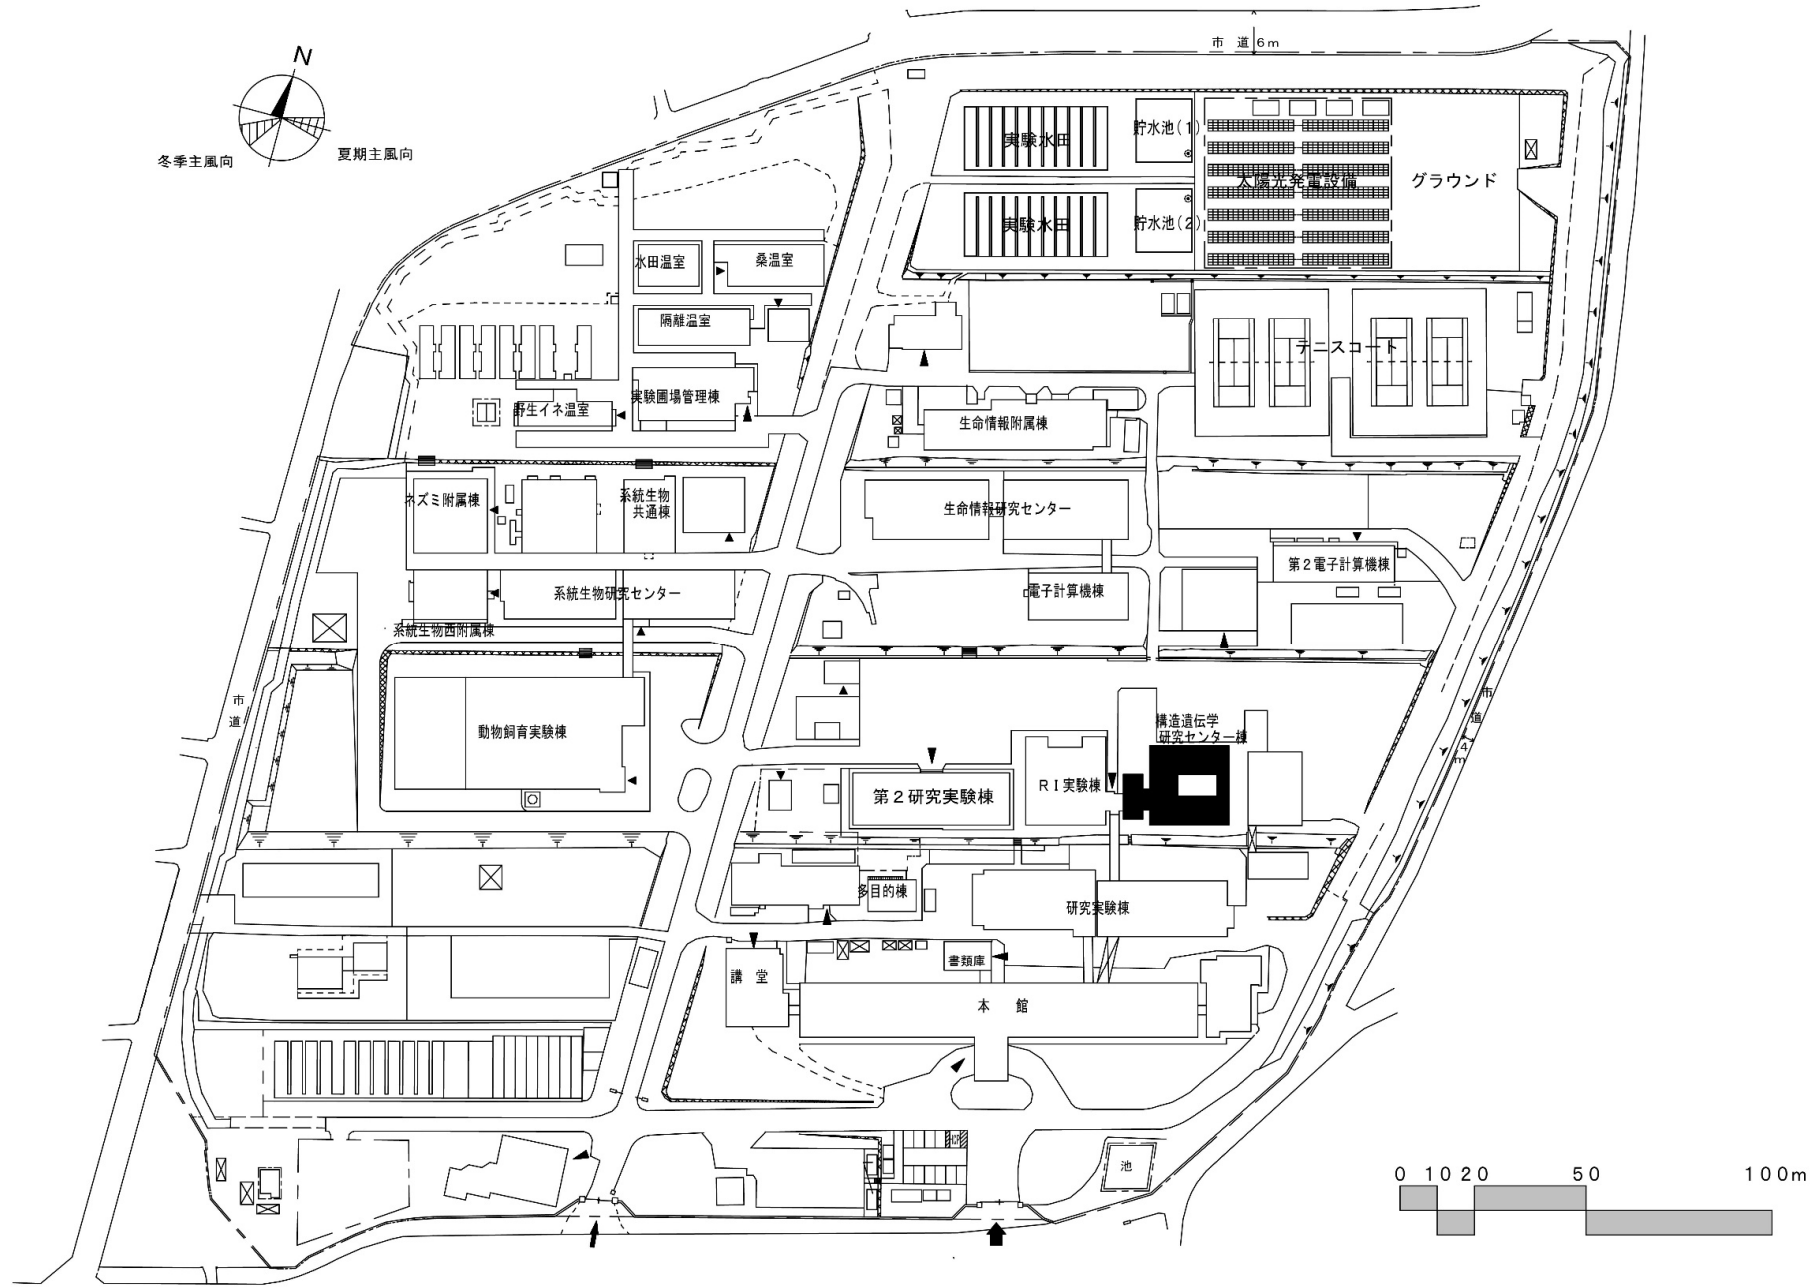 市 道 6m
N
冬季主風向
夏期主風向
実験水田
貯水池(1)
太陽光発電設備
グラウンド
実験水田
貯水池(2)
水田温室
桑温室
隔離温室
テニスコート
野生イネ温室
実験圃場管理棟
生命情報附属棟
ネズミ附属棟
系統生物
共通棟
生命情報研究センター
第2電子計算機棟
系統生物研究センター
電子計算機棟
系統生物西附属棟
市
道
動物飼育実験棟
構造遺伝学
研究センター棟
市
道
4
m
第2研究実験棟
RI実験棟
多目的棟
研究実験棟
講 堂
書類庫
本 館
池
0 10 20 50 100m